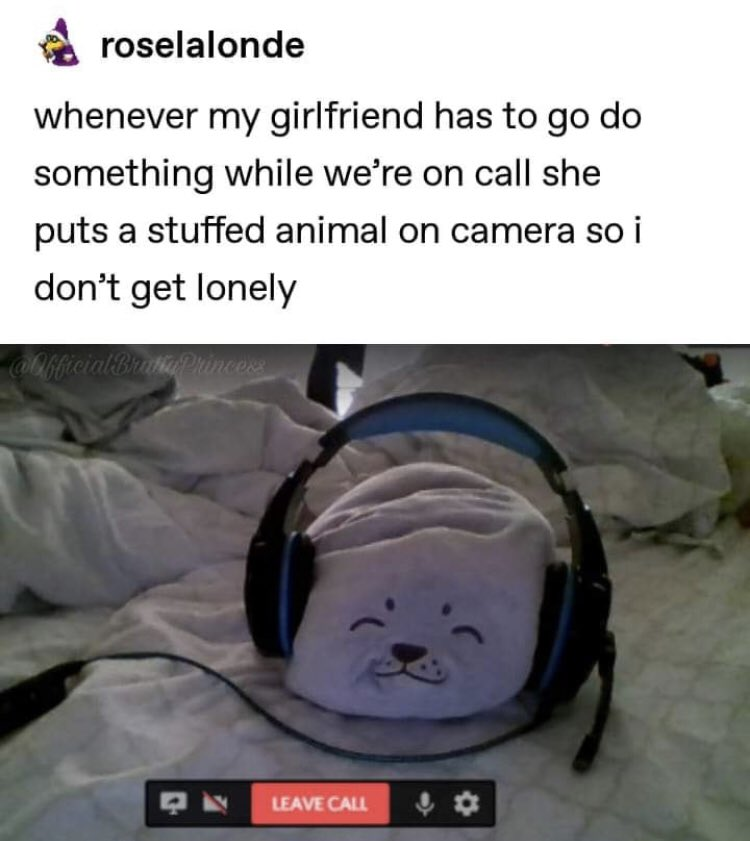 roselalonde
whenever my girlfriend has to go do
something while we’re on call she
puts a stuffed animal on camera so i
don’t get lonely
@OfficialBrattyPrincess
LEAVE CALL